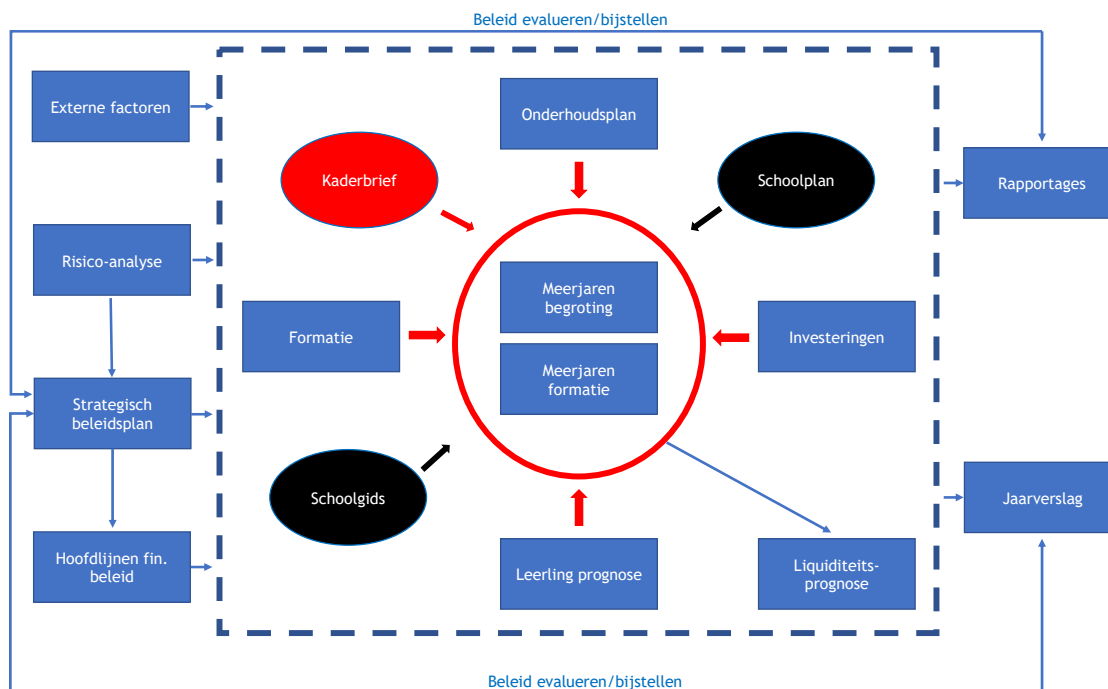 Beleid evalueren/bijstellen
Externe factoren
Onderhoudsplan
Kaderbrief
Schoolplan
Rapportages
Risico-analyse
Meerjaren
begroting
Formatie
Investeringen
Meerjaren
formatie
Strategisch
beleidsplan
Schoolgids
Jaarverslag
Hoofdlijnen fin.
beleid
Leerling prognose
Liquiditeits-
prognose
Beleid evalueren/bijstellen